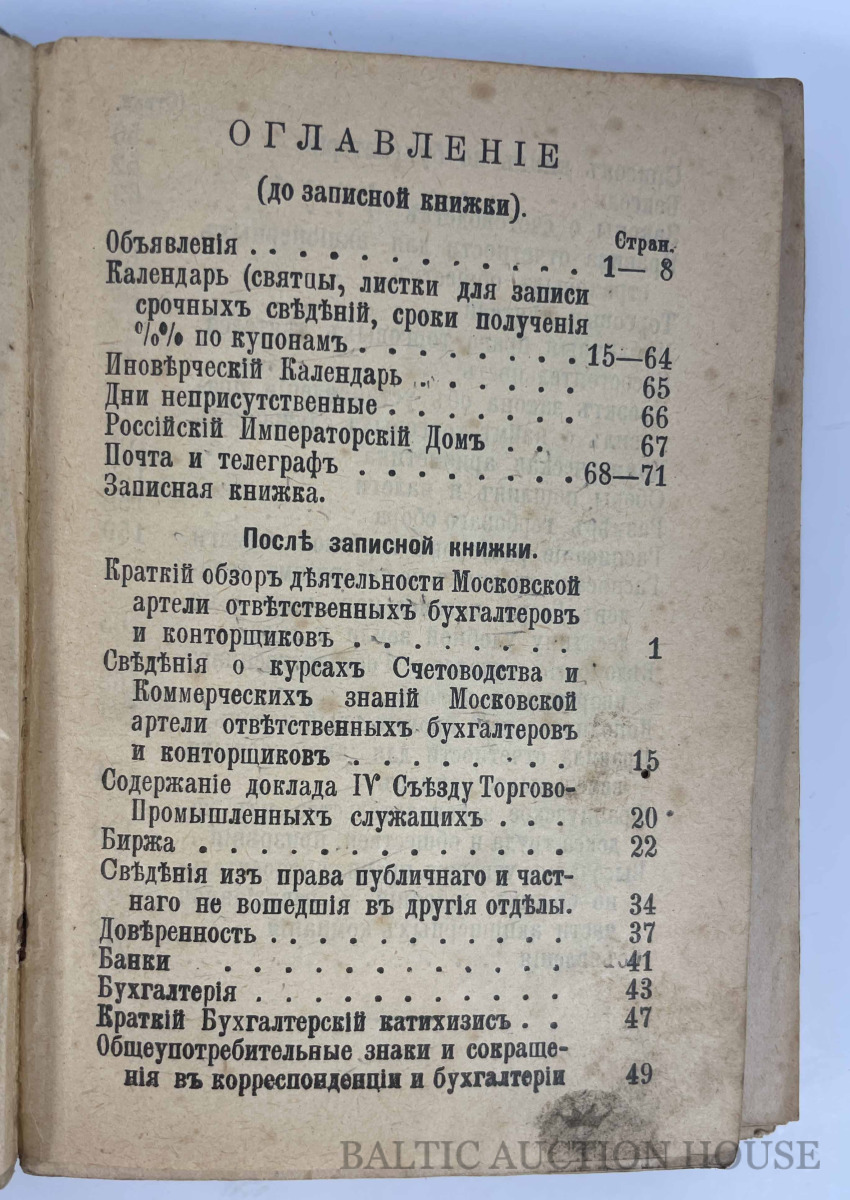 ОГЛАВЛЕНІЕ
(до записной книжки).
Стран.
Объявленія . . . . . . . . . . . . 1—8
Календарь (святцы, листки для записи
срочныхъ свѣдѣній, сроки полученія
%% по купонамъ . . . . . . . . 15—64
Иновѣрческій Календарь . . . . . . 65
Дни неприсутственные . . . . . . . 66
Россійскій Императорскій Домъ . . . 67
Почта и телеграфъ . . . . . . . 68—71
Записная книжка.
Послѣ записной книжки.
Краткій обзоръ дѣятельности Московской
артели отвѣтственныхъ бухгалтеровъ
и конторщиковъ . . . . . . . . 1
Свѣдѣнія о курсахъ Счетоводства и
Коммерческихъ знаній Московской
артели отвѣтственныхъ бухгалтеровъ
и конторщиковъ . . . . . . . . 15
Содержаніе доклада IV Съѣзду Торгово-
Промышленныхъ служащихъ . . . 20
Биржа . . . . . . . . . . . . . 22
Свѣдѣнія изъ права публичнаго и част-
наго не вошедшія въ другія отдѣлы. 34
Довѣренность . . . . . . . . . . . 37
Банки . . . . . . . . . . . . 41
Бухгалтерія . . . . . . . . . . . 43
Краткій Бухгалтерскій катихизисъ . . 47
Общеупотребительные знаки и сокраще-
нія въ корреспонденціи и бухгалтеріи 49
BALTIC AUCTION HOUSE